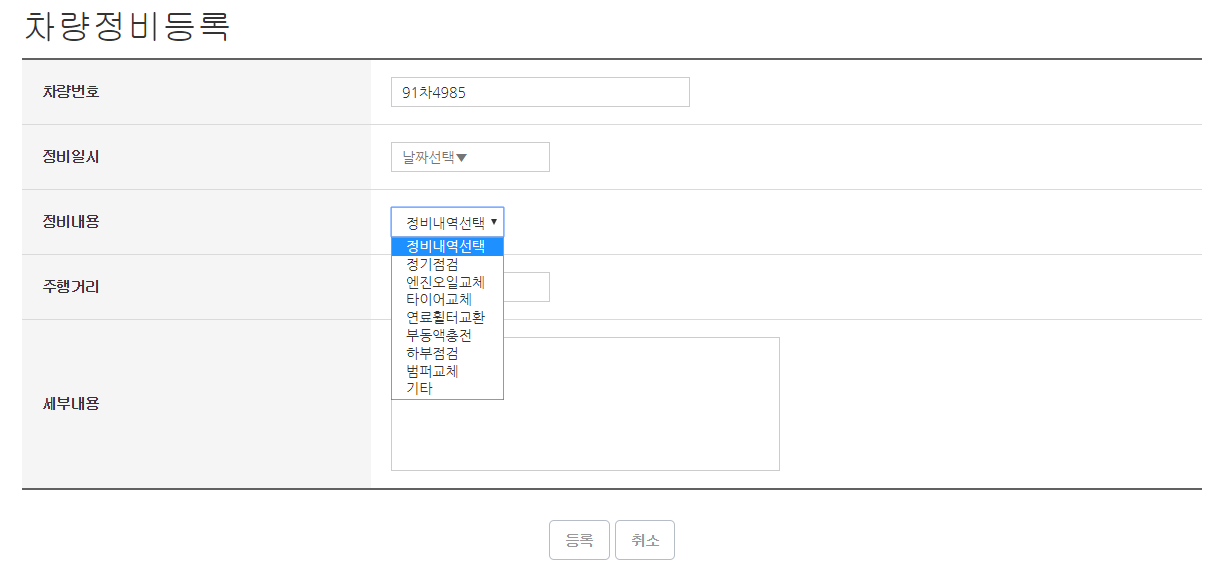 차량정비등록
차량번호
91차4985
정비일시
날짜선택▼
정비내용
정비내역선택 ▼
정비내역선택
정기점검
엔진오일교체
타이어교체
연료휠터교환
부동액충전
하부점검
범퍼교체
기타
주행거리
세부내용
등록
취소